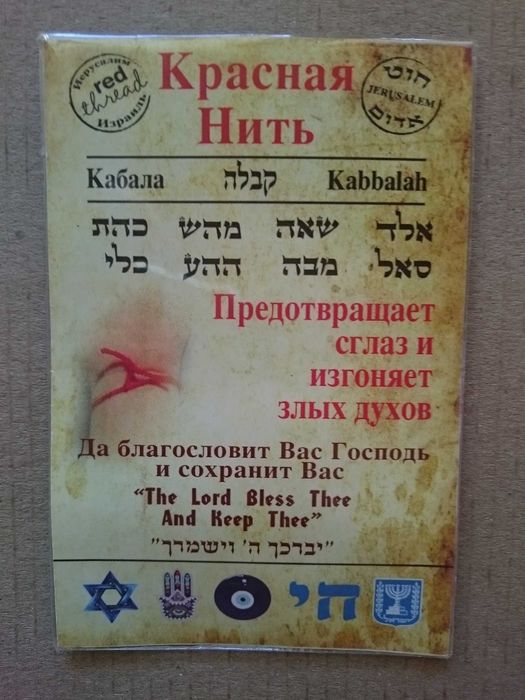 Иерусалим
red
thread
Израиль
Красная
Нить
חוט
JERUSALEM
אדום
Кабала קבלה Kabbalah
אלד שאה מהש כהת
סאל מבה ההע כלי
Предотвращает
сглаз и
изгоняет
злых духов
Да благословит Вас Господь
и сохранит Вас
“The Lord Bless Thee
And Keep Thee”
"יברכך ה' וישמרך"
חי
ישראל